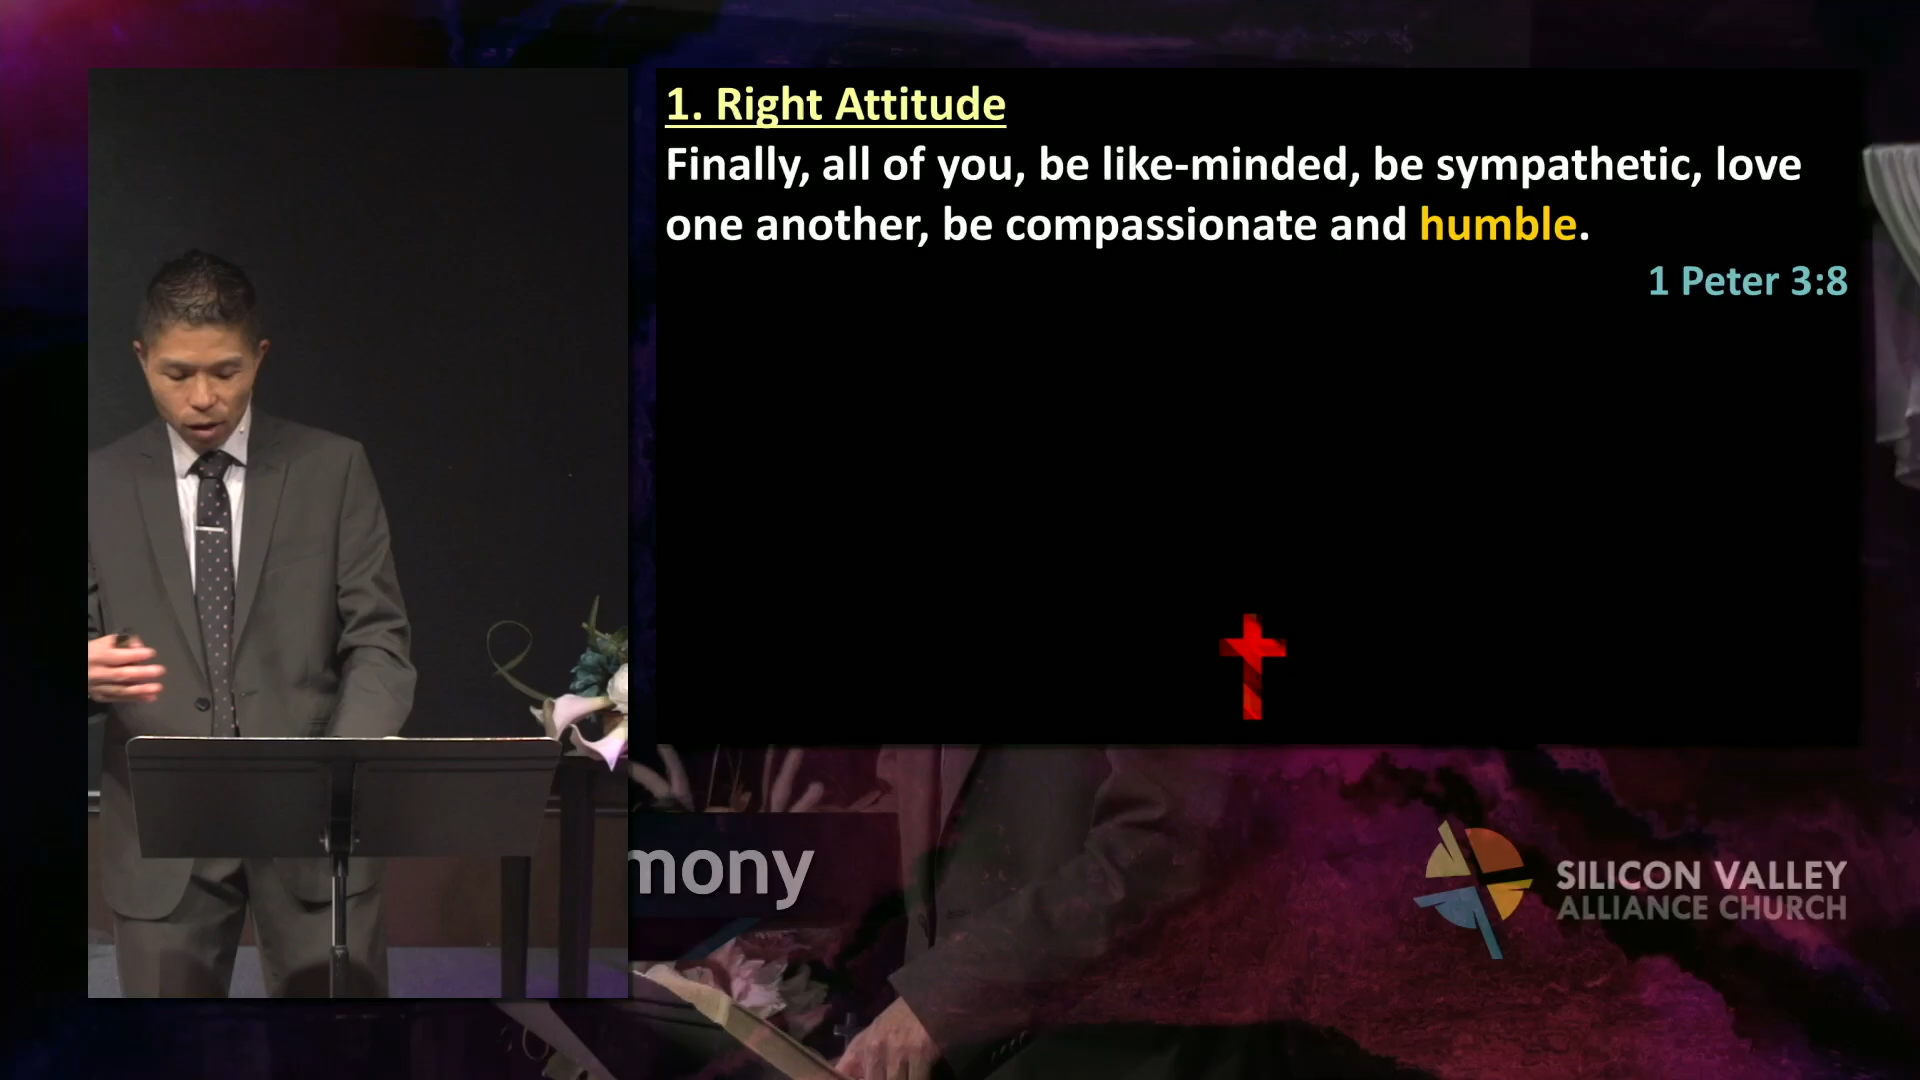 1. Right Attitude
Finally, all of you, be like-minded, be sympathetic, love
one another, be compassionate and humble.
1 Peter 3:8
mony
SILICON VALLEY
ALLIANCE CHURCH